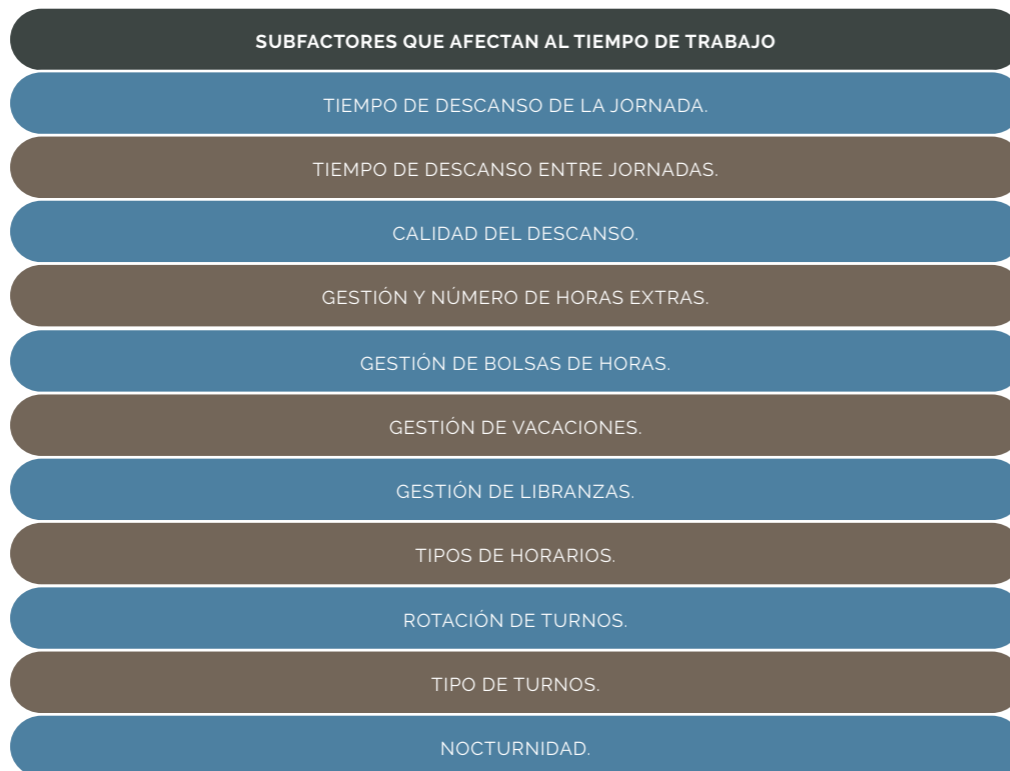 SUBFACTORES QUE AFECTAN AL TIEMPO DE TRABAJO
TIEMPO DE DESCANSO DE LA JORNADA.
TIEMPO DE DESCANSO ENTRE JORNADAS.
CALIDAD DEL DESCANSO.
GESTIÓN Y NÚMERO DE HORAS EXTRAS.
GESTIÓN DE BOLSAS DE HORAS.
GESTIÓN DE VACACIONES.
GESTIÓN DE LIBRANZAS.
TIPOS DE HORARIOS.
ROTACIÓN DE TURNOS.
TIPO DE TURNOS.
NOCTURNIDAD.